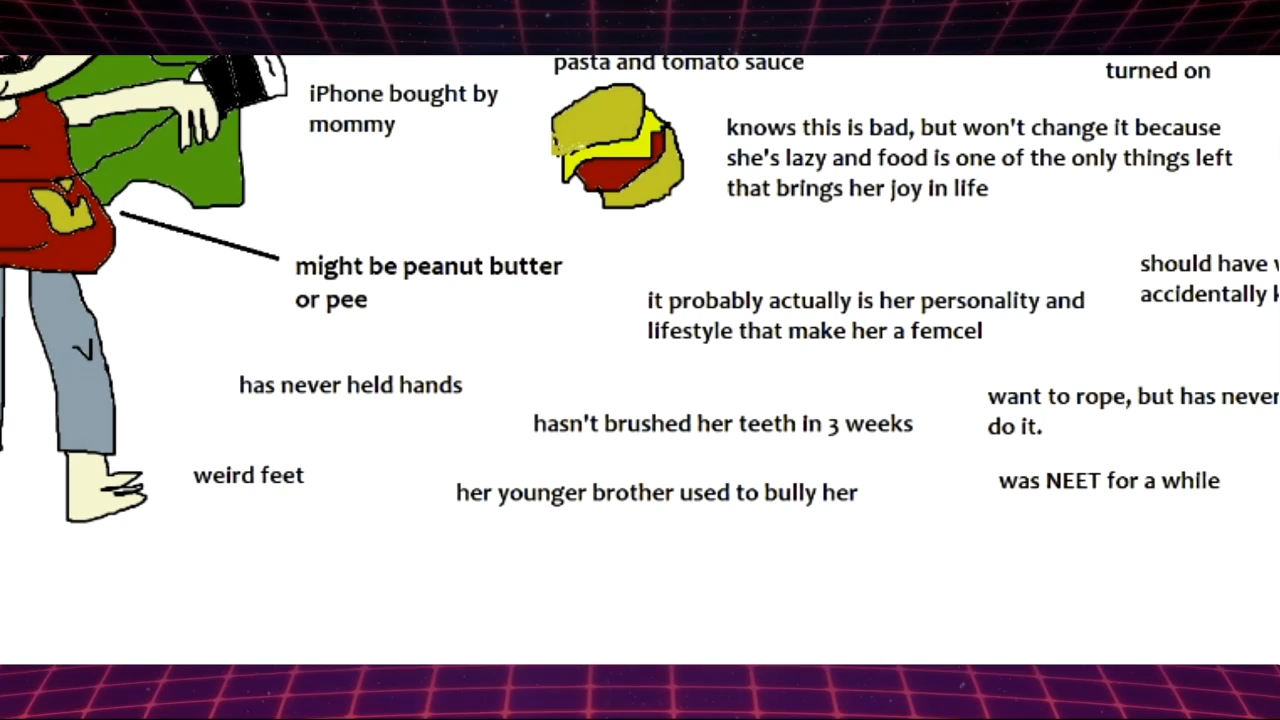 pasta and tomato sauce
turned on
iPhone bought by
mommy
knows this is bad, but won't change it because
she's lazy and food is one of the only things left
that brings her joy in life
might be peanut butter
or pee
should have
accidentally
it probably actually is her personality and
lifestyle that make her a femcel
has never held hands
want to rope, but has never
do it.
hasn't brushed her teeth in 3 weeks
weird feet
was NEET for a while
her younger brother used to bully her